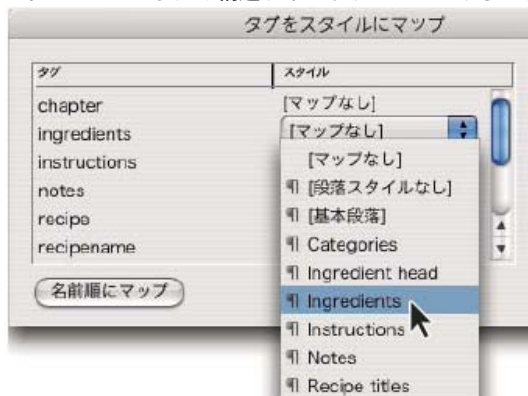 タグをスタイルにマップ
タグ スタイル
chapter [マップなし]
ingredients [マップなし]
instructions [マップなし]
notes ¶ [段落スタイルなし]
recipe ¶ [基本段落]
recipename ¶ Categories
¶ Ingredient head
名前順にマップ ¶ Ingredients
¶ Instructions
¶ Notes
¶ Recipe titles